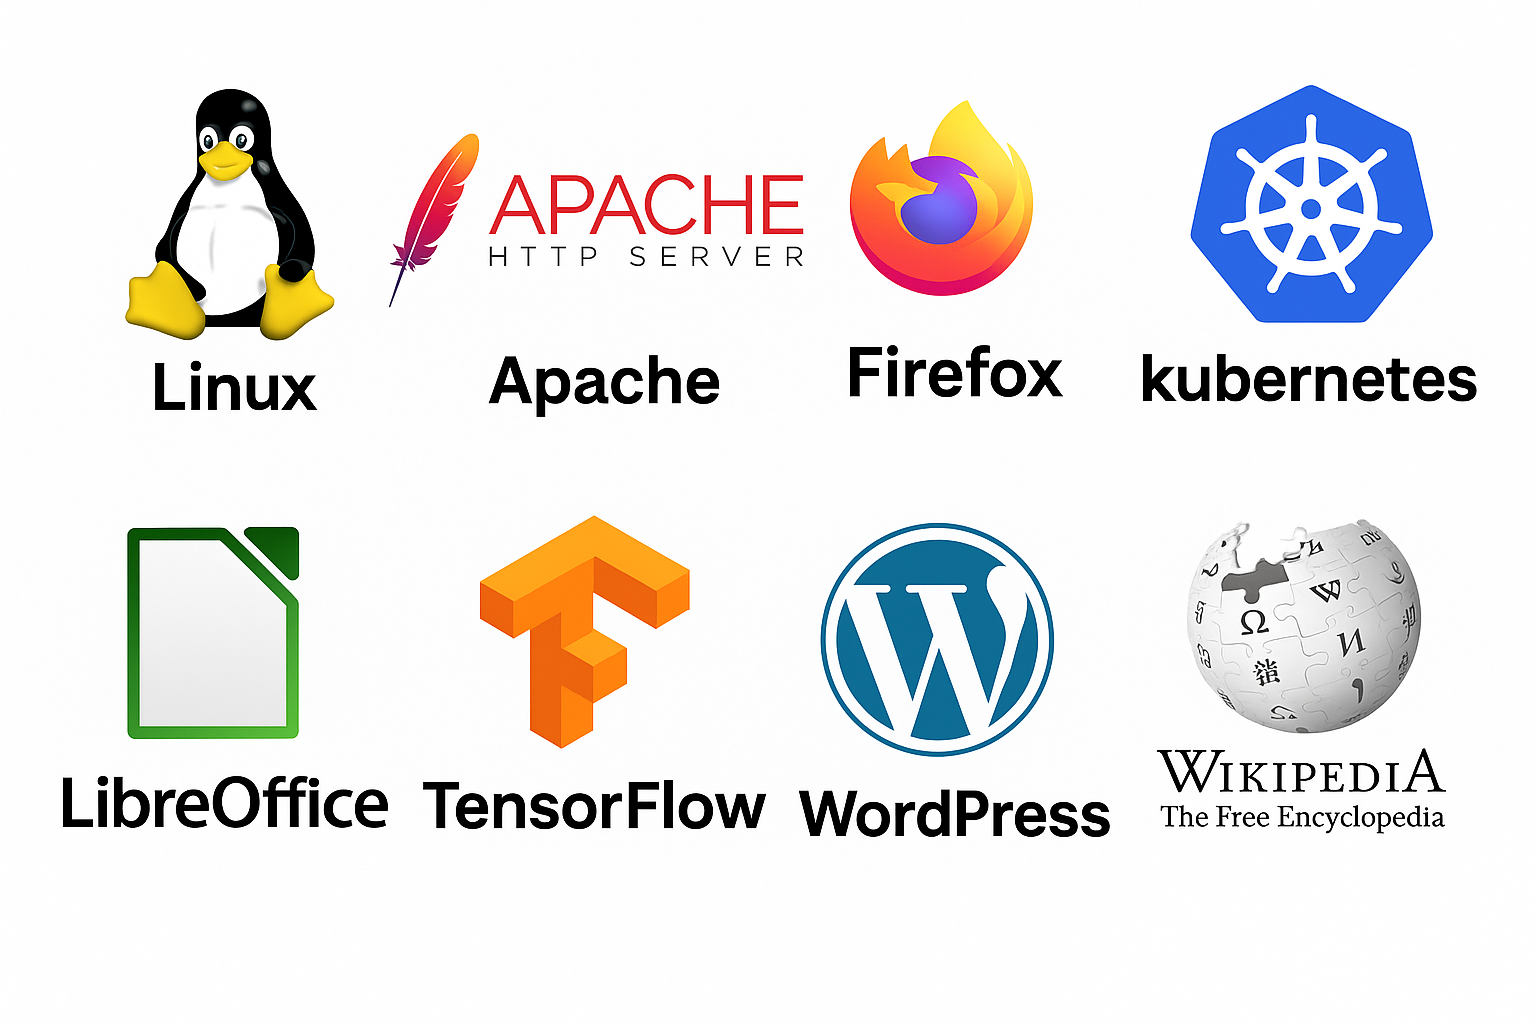 APACHE
HTTP SERVER
Linux
Apache
Firefox
kubernetes
LibreOffice
TensorFlow
WordPress
WIKIPEDIA
The Free Encyclopedia